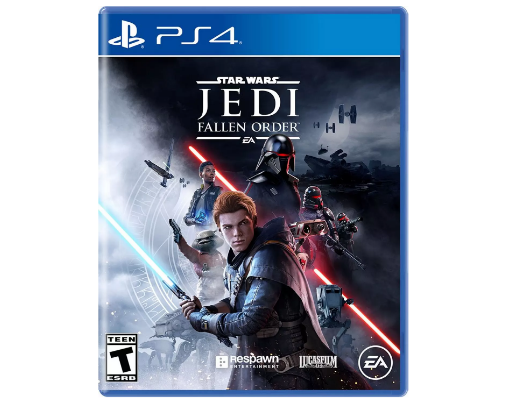 PS4
STAR WARS
JEDI
FALLEN ORDER
EA
TEEN
T
ESRB
Respawn
ENTERTAINMENT
LUCASFILM
EA